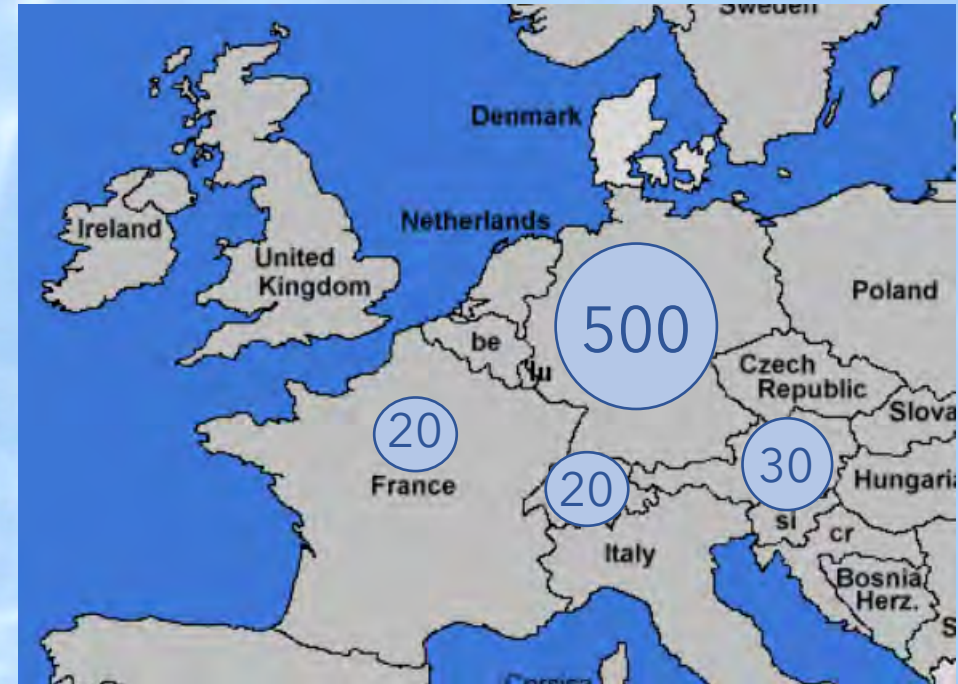 Sweden
Denmark
Netherlands
Ireland
United
Kingdom
Poland
500
be
lu
Czech
Republic
Slova
20
France
20
30
Hungari
si
cr
Italy
Bosnia
Herz.
S
Corsica